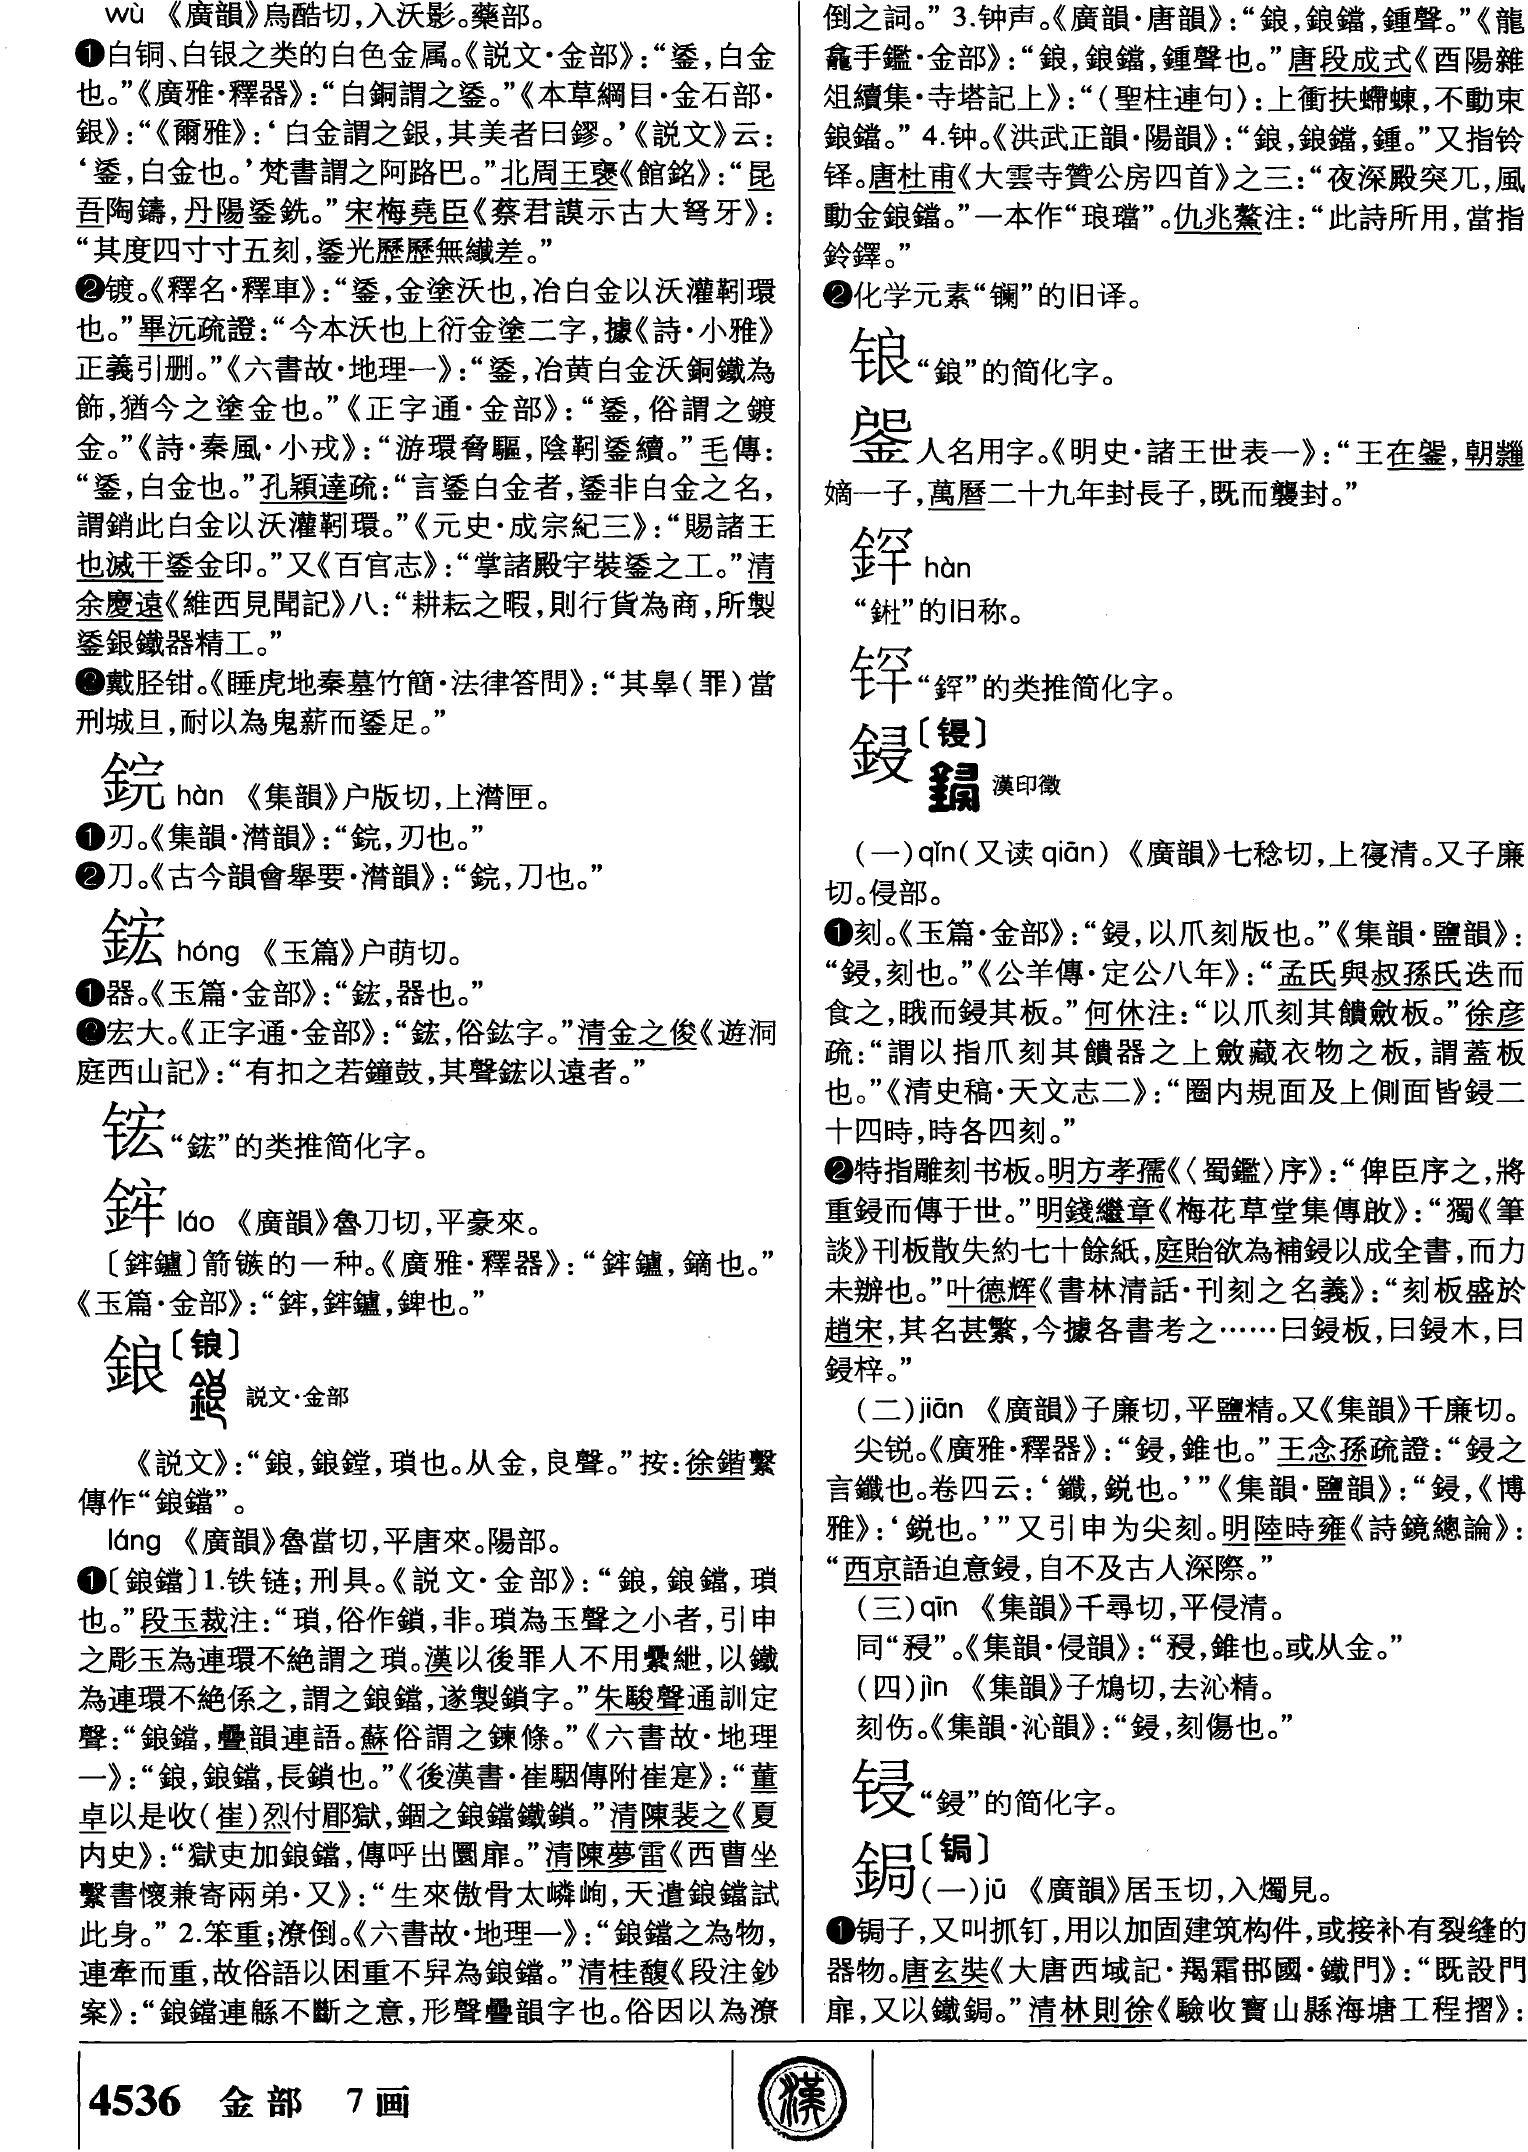 wù 《廣韻》烏酷切,入沃影。藥部。
❶白铜、白银之类的白色金属。《説文·金部》:“鋈,白金
也。”《廣雅·釋器》:“白銅謂之鋈。”《本草綱目·金石部·
銀》:“《爾雅》:‘白金謂之銀,其美者曰鏐。’《説文》云:
‘鋈,白金也。’梵書謂之阿路巴。”北周王褒《館銘》:“昆
吾陶鑄,丹陽鋈銑。”宋梅堯臣《蔡君謨示古大弩牙》:
“其度四寸寸五刻,鋈光歷歷無纖差。”
❷镀。《釋名·釋車》:“鋈,金塗沃也,冶白金以沃灌靷環
也。”畢沅疏證:“今本沃也上衍金塗二字,據《詩·小雅》
正義引删。”《六書故·地理一》:“鋈,冶黄白金沃銅鐵為
飾,猶今之塗金也。”《正字通·金部》:“鋈,俗謂之鍍
金。”《詩·秦風·小戎》:“游環脅驅,陰靷鋈續。”毛傳:
“鋈,白金也。”孔穎達疏:“言鋈白金者,鋈非白金之名,
謂銷此白金以沃灌靷環。”《元史·成宗紀三》:“賜諸王
也滅干鋈金印。”又《百官志》:“掌諸殿宇裝鋈之工。”清
余慶遠《維西見聞記》八:“耕耘之暇,則行貨為商,所製
鋈銀鐵器精工。”
❸戴胫钳。《睡虎地秦墓竹簡·法律答問》:“其辠(罪)當
刑城旦,耐以為鬼薪而鋈足。”
鋎 hàn 《集韻》户版切,上潸匣。
❶刃。《集韻·潸韻》:“鋎,刃也。”
❷刀。《古今韻會舉要·潸韻》:“鋎,刀也。”
鋐 hóng 《玉篇》户萌切。
❶器。《玉篇·金部》:“鋐,器也。”
❷宏大。《正字通·金部》:“鋐,俗鈜字。”清金之俊《遊洞
庭西山記》:“有扣之若鐘鼓,其聲鋐以遠者。”
𬭎“鋐”的类推简化字。
鉾 láo 《廣韻》魯刀切,平豪來。
〔鑪〕箭镞的一种。《廣雅·釋器》:“鑪,鏑也。”
《玉篇·金部》:“,鑪,錍也。”
鋃〔锒〕
説文·金部
《説文》:“鋃,鋃鏜,瑣也。从金,良聲。”按:徐鍇繫
傳作“鋃鐺”。
láng 《廣韻》魯當切,平唐來。陽部。
❶〔鋃鐺〕1.铁链;刑具。《説文·金部》:“鋃,鋃鐺,瑣
也。”段玉裁注:“瑣,俗作鎖,非。瑣為玉聲之小者,引申
之彫玉為連環不絶謂之瑣。漢以後罪人不用纍紲,以鐵
為連環不絶係之,謂之鋃鐺,遂製鎖字。”朱駿聲通訓定
聲:“鋃鐺,疊韻連語。蘇俗謂之鍊條。”《六書故·地理
一》:“鋃,鋃鐺,長鎖也。”《後漢書·崔駰傳附崔寔》:“董
卓以是收(崔)烈付郿獄,錮之鋃鐺鐵鎖。”清陳裴之《夏
内史》:“獄吏加鋃鐺,傳呼出圜扉。”清陳夢雷《西曹坐
繫書懷兼寄兩弟·又》:“生來傲骨太嶙峋,天遣鋃鐺試
此身。” 2.笨重;潦倒。《六書故·地理一》:“鋃鐺之為物,
連牽而重,故俗語以困重不舁為鋃鐺。”清桂馥《段注鈔
案》:“鋃鐺連緜不斷之意,形聲疊韻字也。俗因以為潦
倒之詞。” 3.钟声。《廣韻·唐韻》:“鋃,鋃鐺,鍾聲。”《龍
龕手鑑·金部》:“鋃,鋃鐺,鍾聲也。”唐段成式《酉陽雜
俎續集·寺塔記上》:“(聖柱連句):上衝扶螮蝀,不動束
鋃鐺。” 4.钟。《洪武正韻·陽韻》:“鋃,鋃鐺,鍾。”又指铃
铎。唐杜甫《大雲寺贊公房四首》之三:“夜深殿突兀,風
動金鋃鐺。”一本作“琅璫”。仇兆鰲注:“此詩所用,當指
鈴鐸。”
❷化学元素“镧”的旧译。
锒“鋃”的简化字。
鋆人名用字。《明史·諸王世表一》:“王在,朝
嫡一子,萬曆二十九年封長子,既而襲封。”
hàn
“”的旧称。
“”的类推简化字。
鋟〔锓〕
漢印徵
(一)qǐn(又读 qiān) 《廣韻》七稔切,上寑清。又子廉
切。侵部。
❶刻。《玉篇·金部》:“鋟,以爪刻版也。”《集韻·鹽韻》:
“鋟,刻也。”《公羊傳·定公八年》:“孟氏與叔孫氏迭而
食之,睋而鋟其板。”何休注:“以爪刻其饋斂板。”徐彦
疏:“謂以指爪刻其饋器之上斂藏衣物之板,謂蓋板
也。”《清史稿·天文志二》:“圈内規面及上側面皆鋟二
十四時,時各四刻。”
❷特指雕刻书板。明方孝孺《〈蜀鑑〉序》:“俾臣序之,將
重鋟而傳于世。”明錢繼章《梅花草堂集傳啟》:“獨《筆
談》刊板散失約七十餘紙,庭貽欲為補鋟以成全書,而力
未辦也。”叶德辉《書林清話·刊刻之名義》:“刻板盛於
趙宋,其名甚繁,今據各書考之……曰鋟板,曰鋟木,曰
鋟梓。”
(二)jiān 《廣韻》子廉切,平鹽精。又《集韻》千廉切。
尖锐。《廣雅·釋器》:“鋟,錐也。”王念孫疏證:“鋟之
言鑯也。卷四云:‘鑯,鋭也。’”《集韻·鹽韻》:“鋟,《博
雅》:‘鋭也。’”又引申为尖刻。明陸時雍《詩鏡總論》:
“西京語迫意鋟,自不及古人深際。”
(三)qīn 《集韻》千尋切,平侵清。
同“䂍”。《集韻·侵韻》:“䂍,錐也。或从金。”
(四)jìn 《集韻》子鴆切,去沁精。
刻伤。《集韻·沁韻》:“鋟,刻傷也。”
锓“鋟”的简化字。
鋦〔锔〕
(一)jū 《廣韻》居玉切,入燭見。
❶锔子,又叫抓钉,用以加固建筑构件,或接补有裂缝的
器物。唐玄奘《大唐西域記·羯霜那國·鐵門》:“既設門
扉,又以鐵鋦。”清林則徐《驗收寶山縣海塘工程摺》:
4536 金部 7画
漢